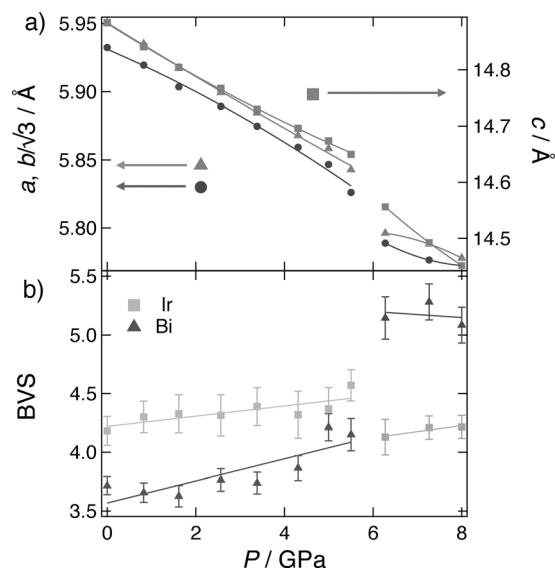 a)
5.95
5.90
5.85
5.80
a, b/√3 / Å
14.8
14.7
14.6
14.5
c / Å
b)
Ir
Bi
5.5
5.0
4.5
4.0
3.5
BVS
0 2 4 6 8
P / GPa